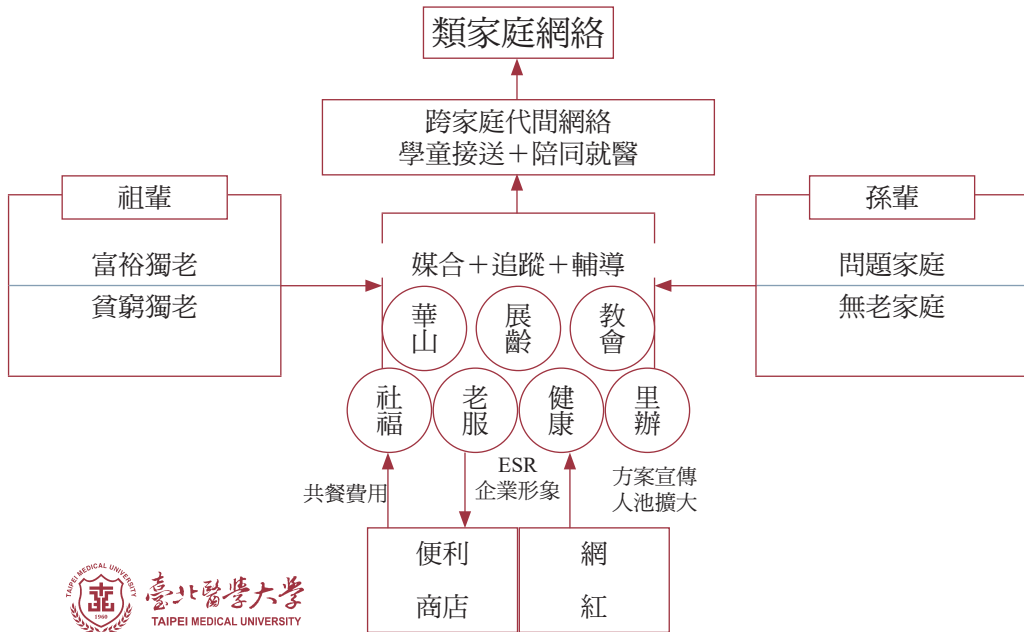 類家庭網絡
跨家庭代間網絡
學童接送＋陪同就醫
祖輩
富裕獨老
貧窮獨老
孫輩
問題家庭
無老家庭
媒合＋追蹤＋輔導
華山
展齡
教會
社福
老服
健康
里辦
共餐費用
ESR
企業形象
方案宣傳
人池擴大
便利
商店
網
紅
TAIPEI MEDICAL UNIVERSITY
1960
臺北醫學大學
TAIPEI MEDICAL UNIVERSITY